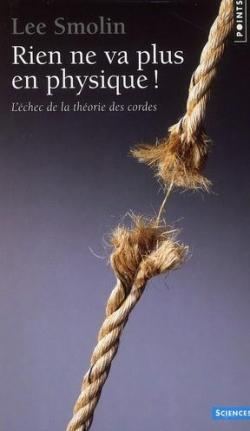 Lee Smolin
POINTS
Rien ne va plus
en physique !
L'échec de la théorie des cordes
SCIENCES